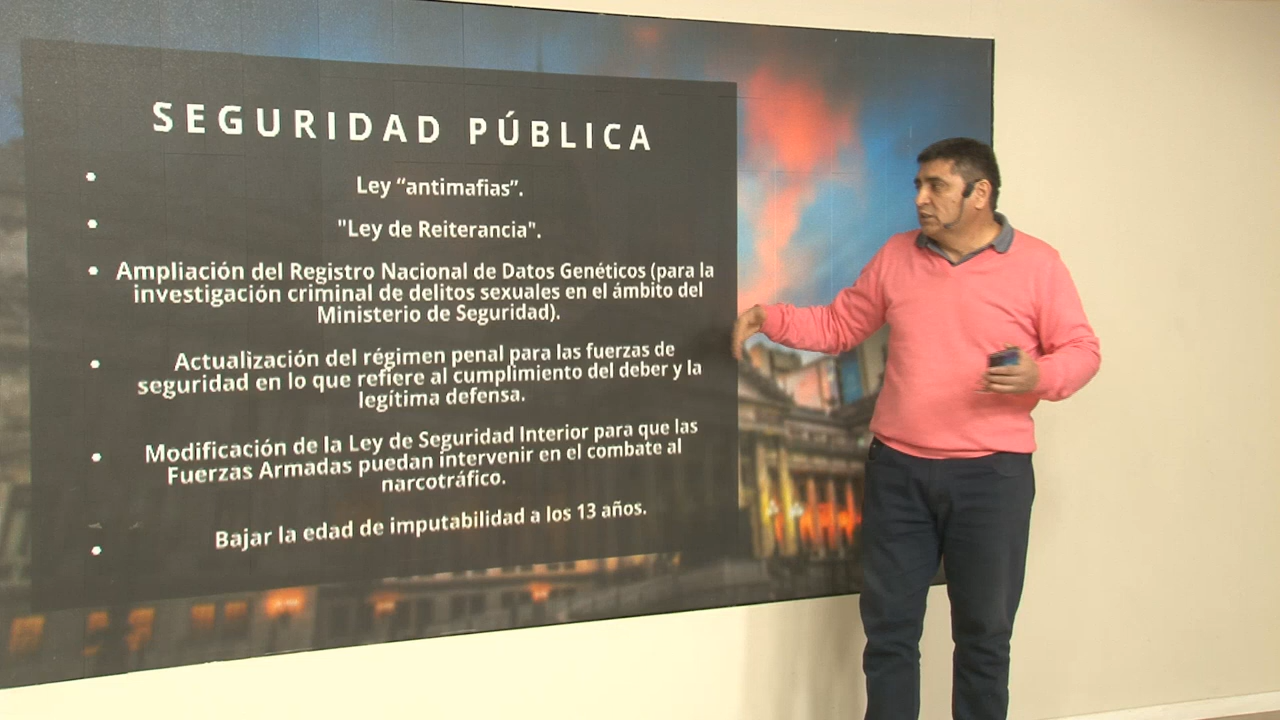 SEGURIDAD PÚBLICA
• Ley “antimafias”.
• "Ley de Reiterancia".
• Ampliación del Registro Nacional de Datos Genéticos (para la
investigación criminal de delitos sexuales en el ámbito del
Ministerio de Seguridad).
• Actualización del régimen penal para las fuerzas de
seguridad en lo que refiere al cumplimiento del deber y la
legítima defensa.
• Modificación de la Ley de Seguridad Interior para que las
Fuerzas Armadas puedan intervenir en el combate al
narcotráfico.
• Bajar la edad de imputabilidad a los 13 años.